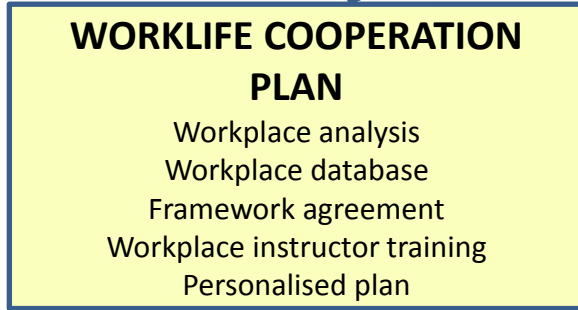 WORKLIFE COOPERATION
PLAN
Workplace analysis
Workplace database
Framework agreement
Workplace instructor training
Personalised plan